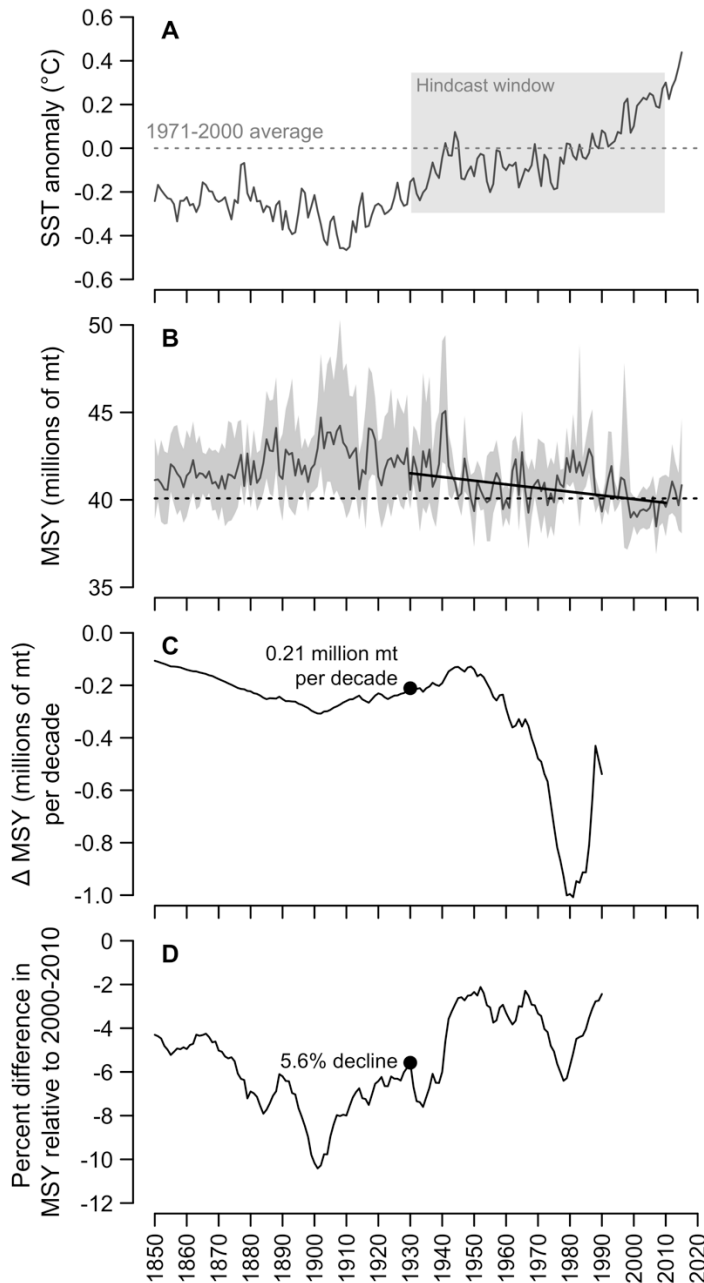 A
SST anomaly (°C)
0.6
0.4
0.2
0.0
-0.2
-0.4
-0.6
1971-2000 average
Hindcast window
B
MSY (millions of mt)
50
45
40
35
C
Δ MSY (millions of mt)
per decade
0.0
-0.2
-0.4
-0.6
-0.8
-1.0
0.21 million mt
per decade
D
Percent difference in
MSY relative to 2000-2010
0
-2
-4
-6
-8
-10
-12
5.6% decline
1850
1860
1870
1880
1890
1900
1910
1920
1930
1940
1950
1960
1970
1980
1990
2000
2010
2020